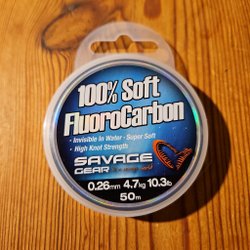 100% Soft
FluoroCarbon
• Invisible in Water • Super Soft
• High Knot Strength
SAVAGE
GEAR
0.26mm 4.7kg 10.3lb
50m